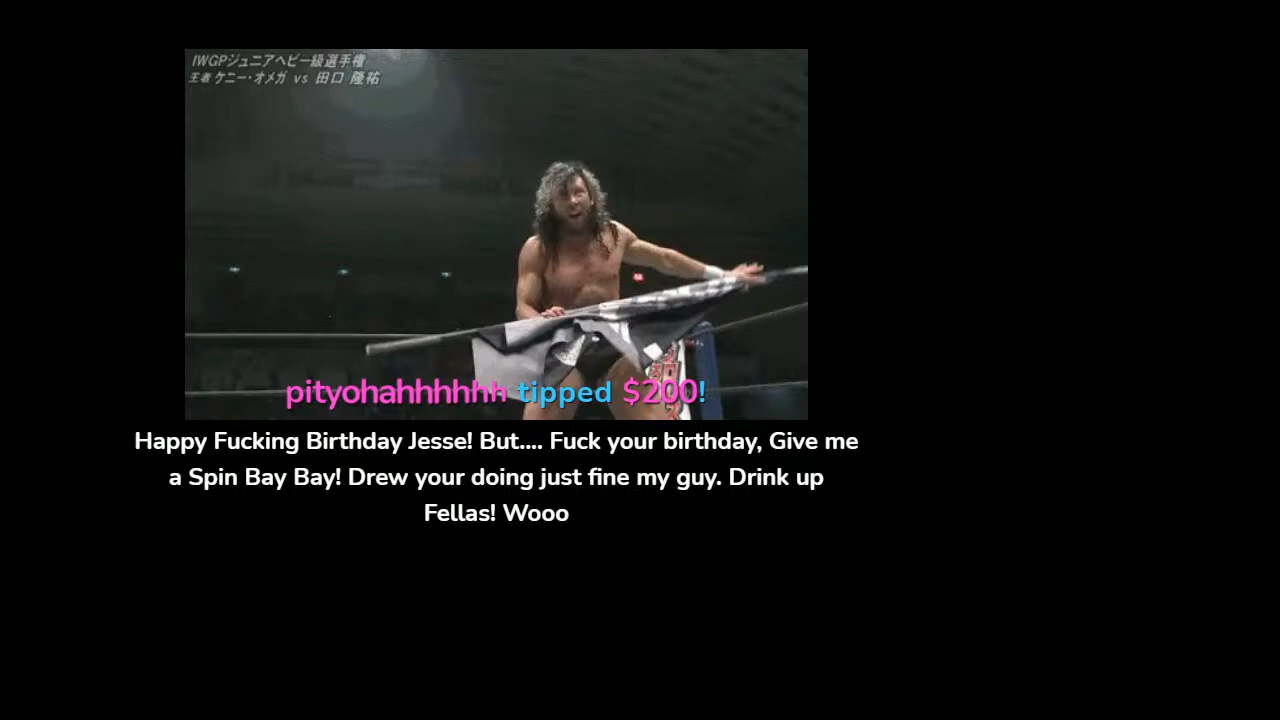 IWGPジュニアヘビー級選手権
王者 ケニー・オメガ vs 田口 隆祐
pityohahhhhhh tipped $200!
Happy Fucking Birthday Jesse! But.... Fuck your birthday, Give me
a Spin Bay Bay! Drew your doing just fine my guy. Drink up
Fellas! Wooo